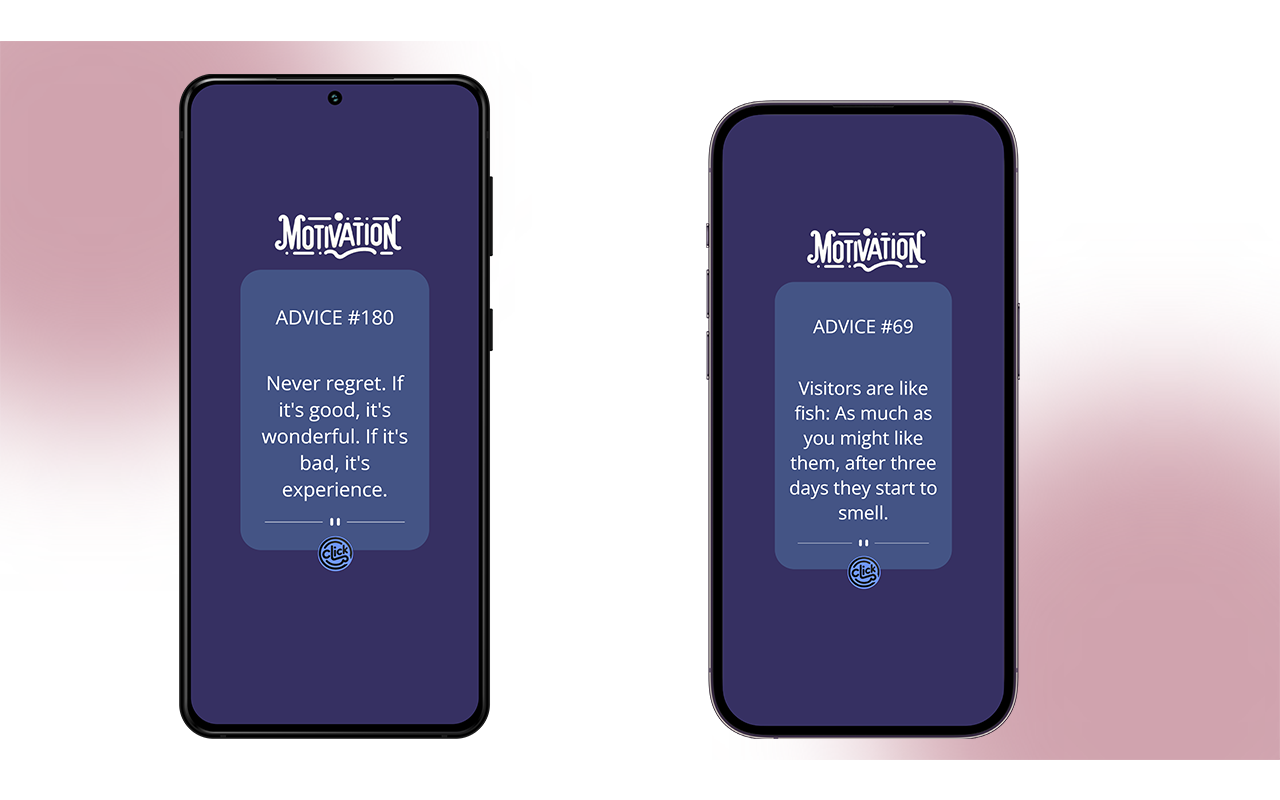 MOTIVATION
ADVICE #180
Never regret. If
it's good, it's
wonderful. If it's
bad, it's
experience.
click
MOTIVATION
ADVICE #69
Visitors are like
fish: As much as
you might like
them, after three
days they start to
smell.
click